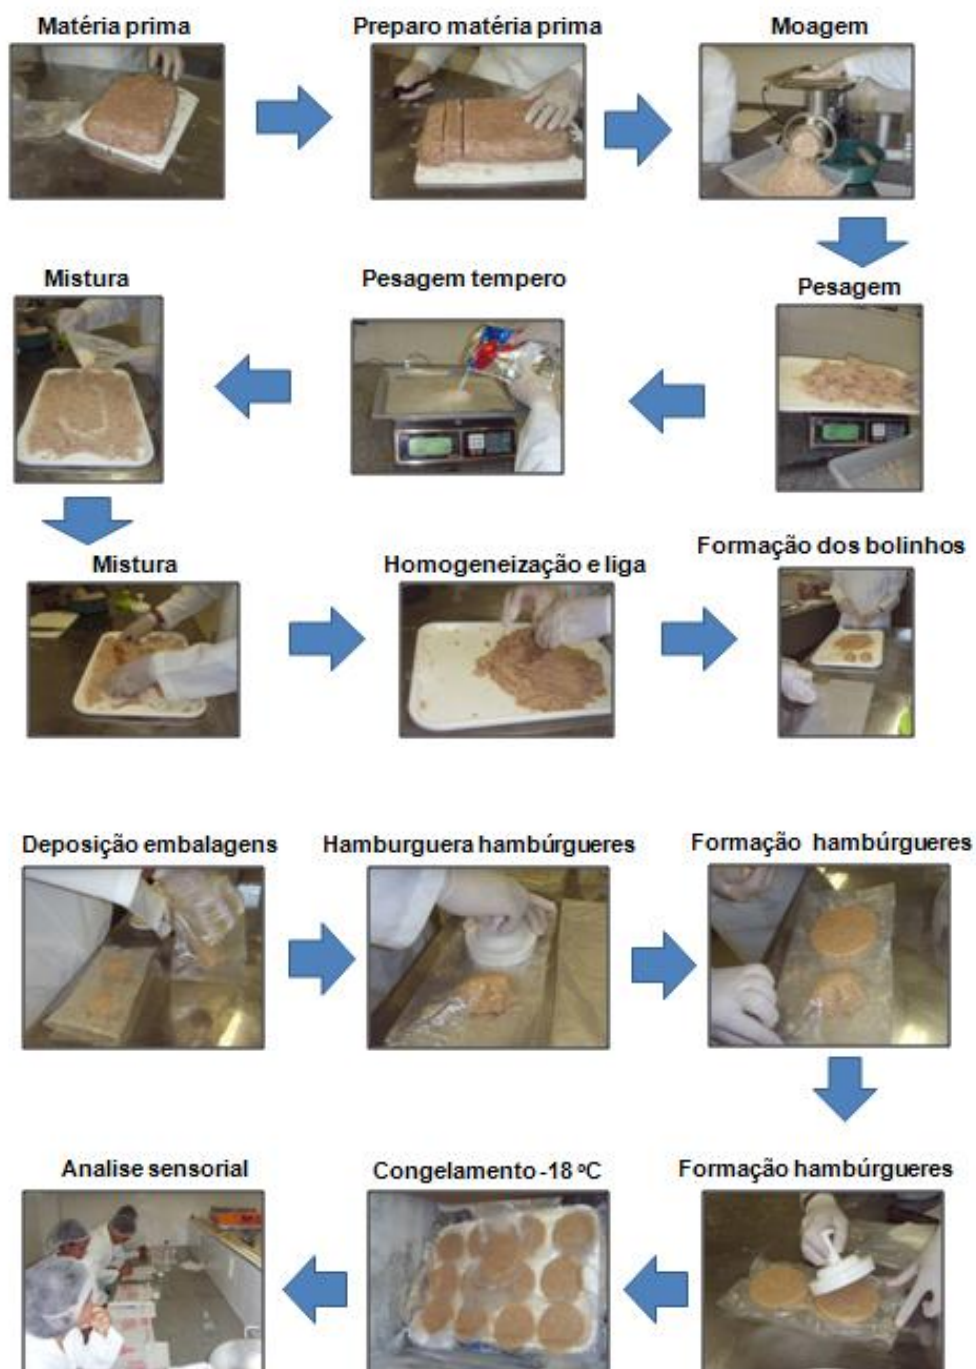 Matéria prima
Preparo matéria prima
Moagem
Pesagem
Pesagem tempero
Mistura
Mistura
Homogeneização e liga
Formação dos bolinhos
Deposição embalagens
Hamburguera hambúrgueres
Formação hambúrgueres
Formação hambúrgueres
Congelamento -18 ºC
Analise sensorial